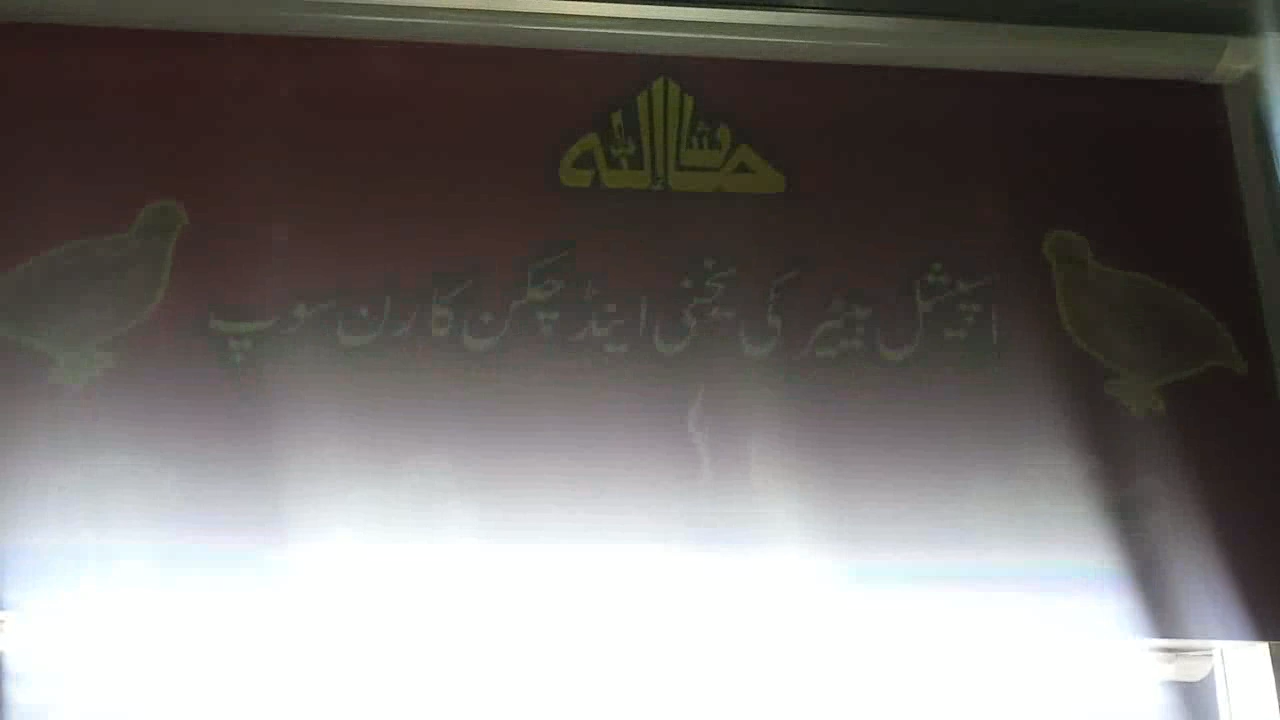 ماشاءاللہ
اسپیشل بٹیر کی یخنی اینڈ چکن کارن سوپ